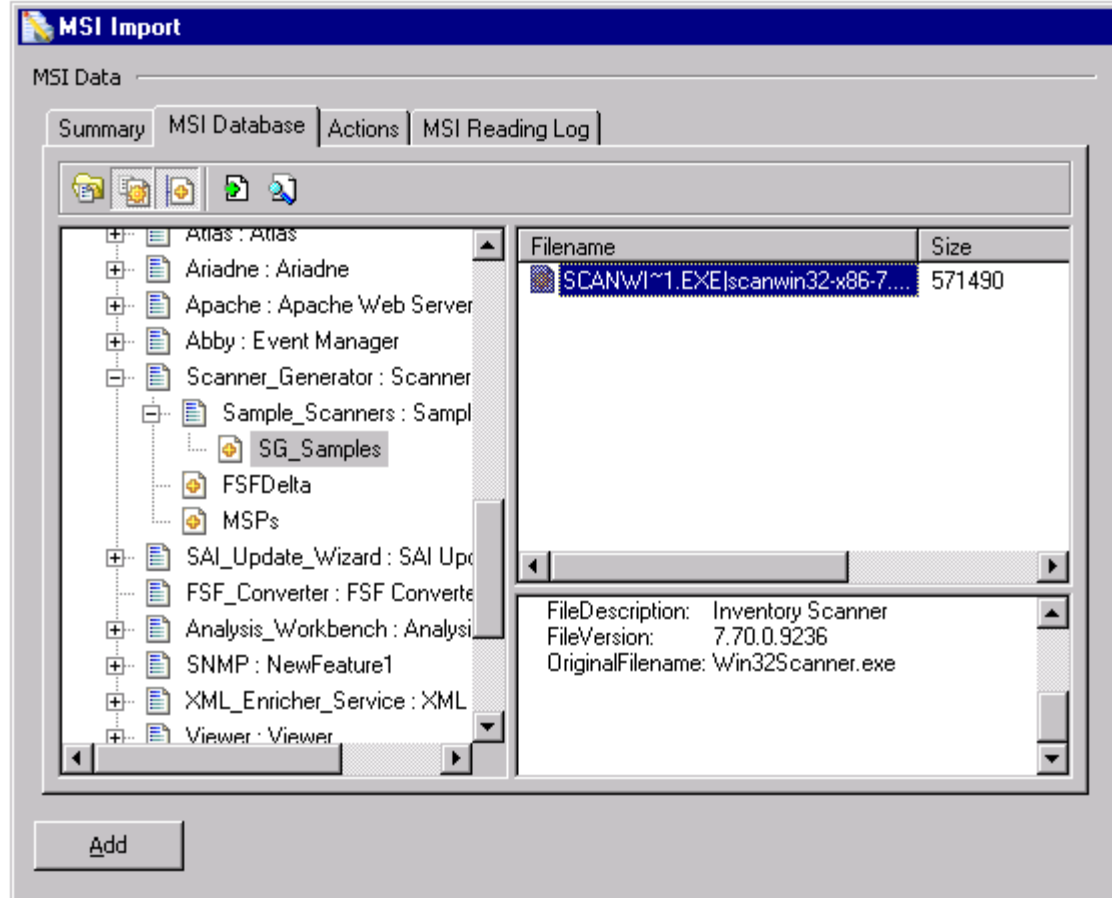 MSI Import
MSI Data
Summary
MSI Database
Actions
MSI Reading Log
Atlas : Atlas
Ariadne : Ariadne
Apache : Apache Web Server
Abby : Event Manager
Scanner_Generator : Scanner
Sample_Scanners : Sampl
SG_Samples
FSFDelta
MSPs
SAI_Update_Wizard : SAI Upd
FSF_Converter : FSF Converte
Analysis_Workbench : Analysi
SNMP : NewFeature1
XML_Enricher_Service : XML
Viewer : Viewer
Filename Size
SCANWI~1.EXE|scanwin32-x86-7.... 571490
FileDescription: Inventory Scanner
FileVersion: 7.70.0.9236
OriginalFilename: Win32Scanner.exe
Add